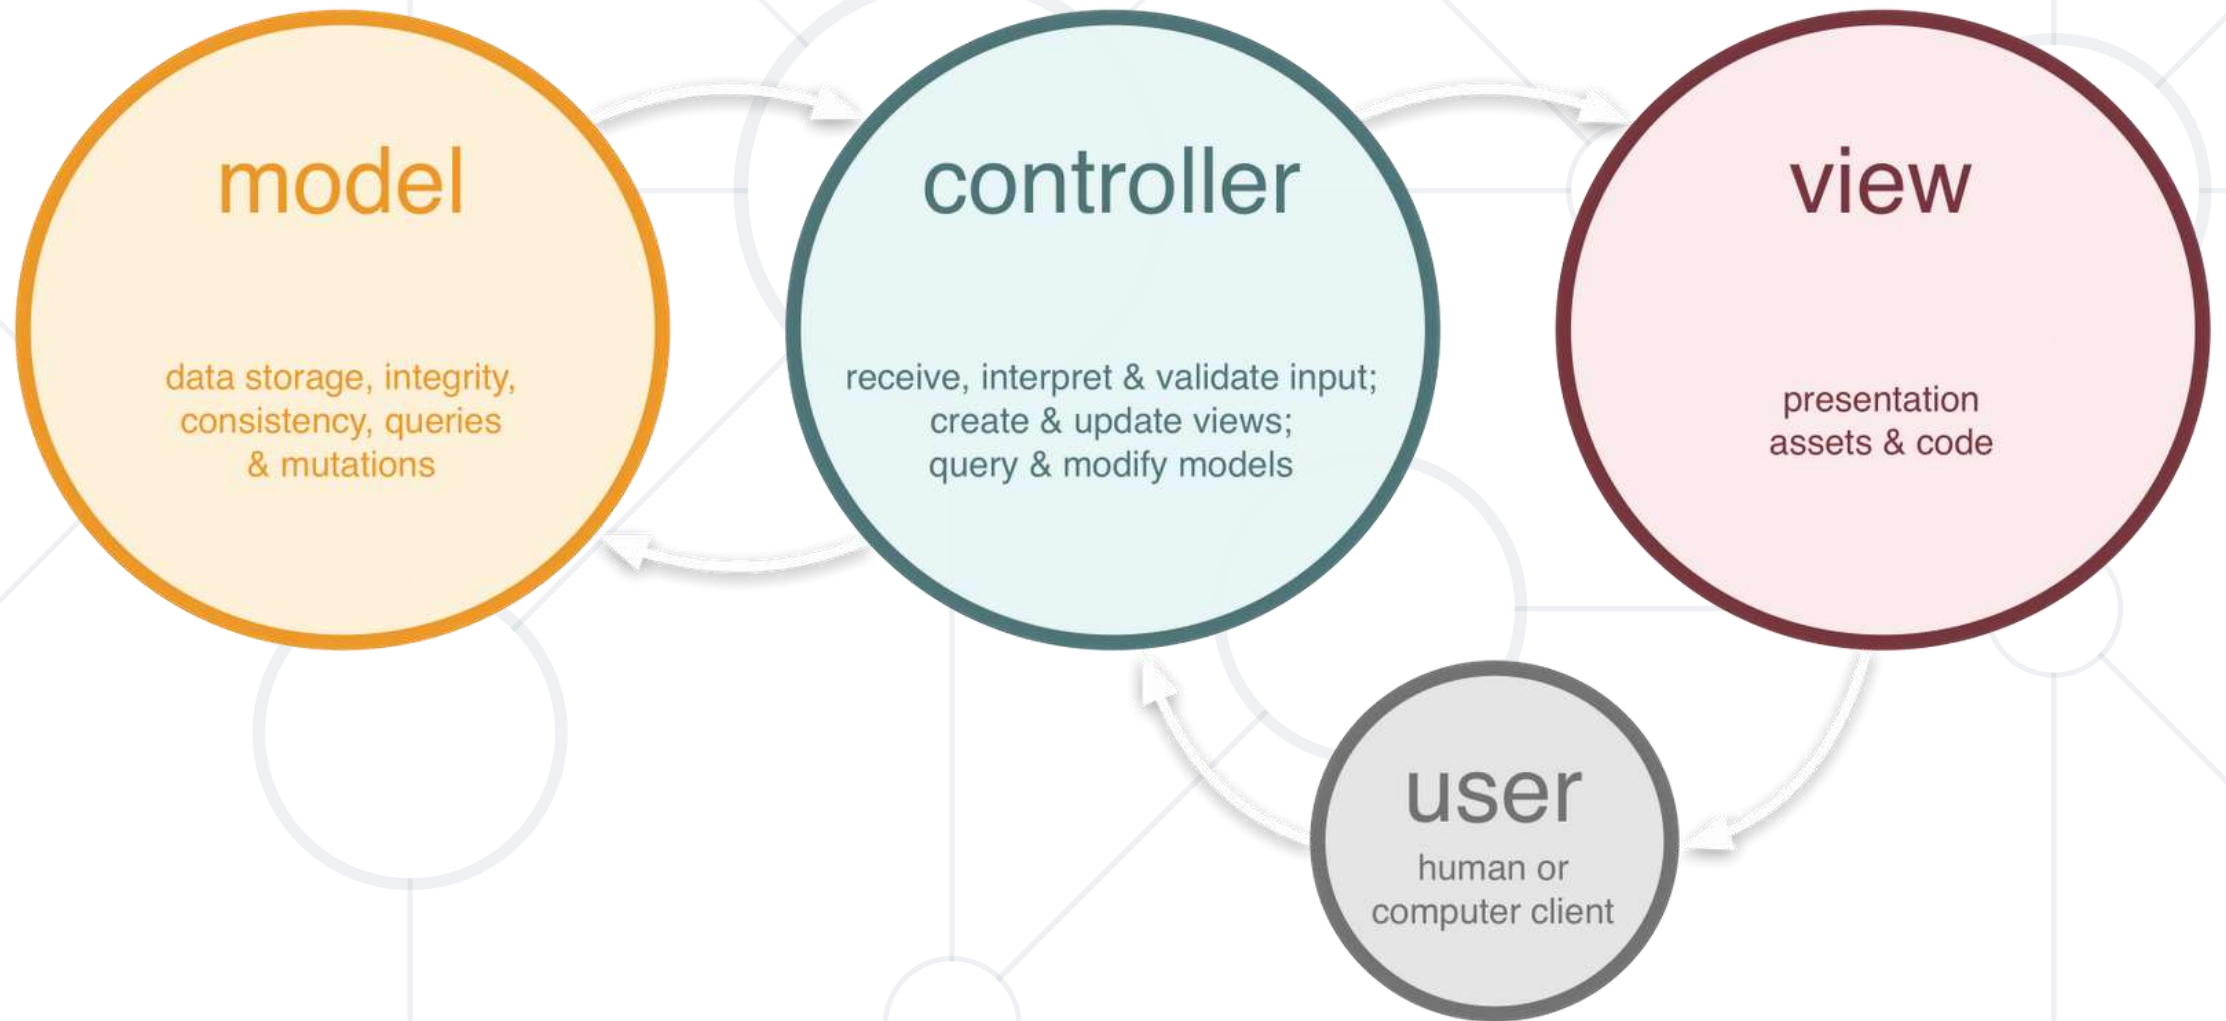 model
data storage, integrity,
consistency, queries
& mutations
controller
receive, interpret & validate input;
create & update views;
query & modify models
view
presentation
assets & code
user
human or
computer client